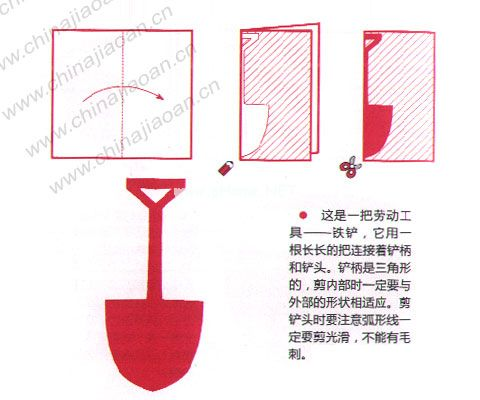 www.chinajiaoan.cn
www.chinajiaoan.cn
www.chinajiaoan.cn
● 这是一把劳动工
具——铁铲，它用一
根长长的把连接着铲柄
和铲头。铲柄是三角形
的，剪内部时一定要与
外部的形状相适应。剪
铲头时要注意弧形线一
定要剪光滑，不能有毛
刺。